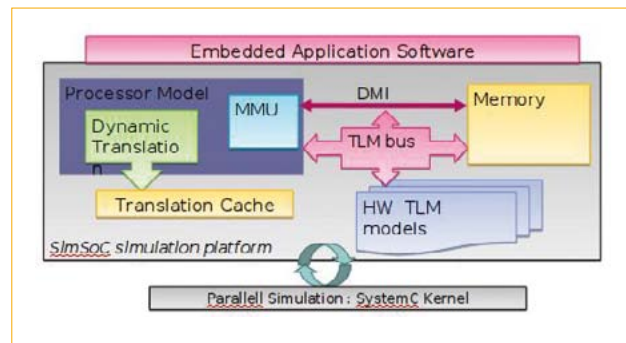 Embedded Application Software
Processor Model
MMU
DMI
Memory
Dynamic
Translatio
n
TLM bus
Translation Cache
HW TLM
models
SimSoC simulation platform
Parallell Simulation : SystemC Kernel